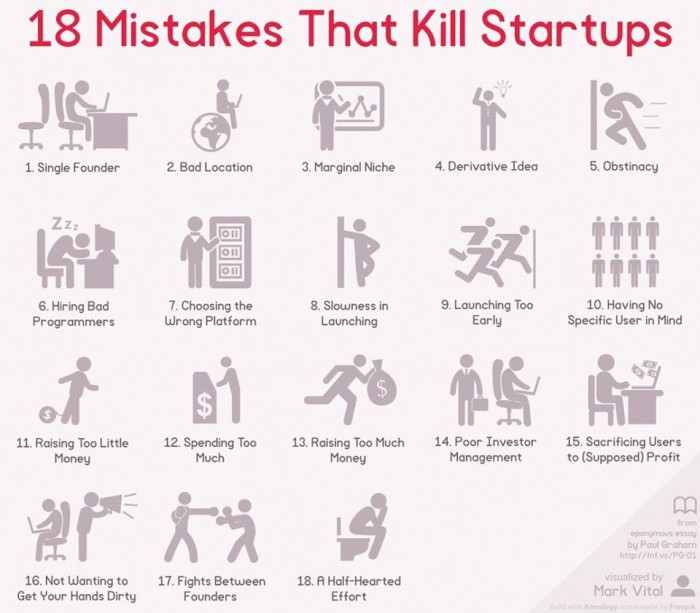 18 Mistakes That Kill Startups
1. Single Founder
2. Bad Location
3. Marginal Niche
4. Derivative Idea
5. Obstinacy
Z z z
6. Hiring Bad
Programmers
7. Choosing the
Wrong Platform
8. Slowness in
Launching
9. Launching Too
Early
10. Having No
Specific User in Mind
$
11. Raising Too Little
Money
$
12. Spending Too
Much
$
13. Raising Too Much
Money
14. Poor Investor
Management
15. Sacrificing Users
to (Supposed) Profit
16. Not Wanting to
Get Your Hands Dirty
17. Fights Between
Founders
18. A Half-Hearted
Effort
from
eponymous essay
by Paul Graham
http://fnf.vc/PG-01
visualized by
Mark Vital
Build with Annology, icons made by Freepik